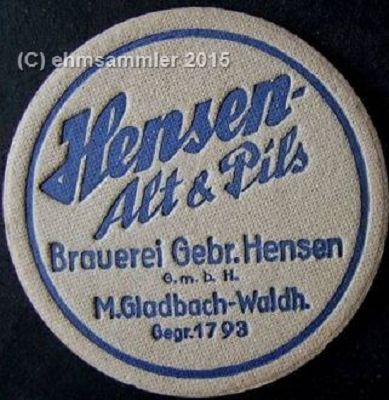 (C) ehmsammler 2015
Hensen-
Alt & Pils
Brauerei Gebr. Hensen
G.m.b.H.
M.Gladbach-Waldh.
Gegr. 1793